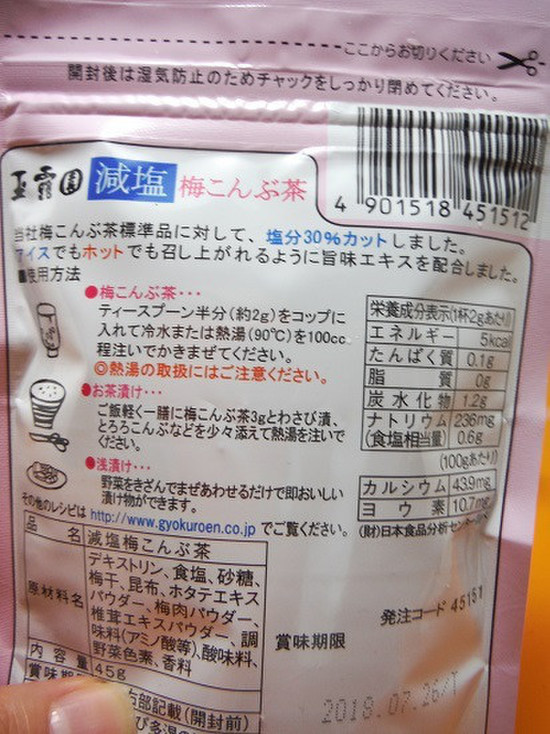 ここからお切りください
開封後は湿気防止のためチャックをしっかり閉めてください。
4 901518 451512
玉露園 減塩 梅こんぶ茶
当社梅こんぶ茶標準品に対して、塩分30%カットしました。
アイスでもホットでも召し上がれるように旨味エキスを配合しました。
■使用方法
●梅こんぶ茶・・・
ティースプーン半分(約2g)をコップに
入れて冷水または熱湯(90℃)を100cc
程注いでかきまぜてください。
◎熱湯の取扱にはご注意ください。
●お茶漬け・・・
ご飯軽く一膳に梅こんぶ茶3gとわさび漬、
とろろこんぶなどを少々添えて熱湯を注いで
ください。
●浅漬け・・・
野菜をきざんでまぜあわせるだけで即おいしい
漬け物ができます。
その他のレシピは http://www.gyokuroen.co.jp でご覧ください。
栄養成分表示(1杯2gあたり)
エネルギー 5kcal
たんぱく質 0.1g
脂質 0g
炭水化物 1.2g
ナトリウム 236mg
(食塩相当量) 0.6g
(100gあたり)
カルシウム 43.9mg
ヨウ素 10.7mg
(財)日本食品分析センター
品名 減塩梅こんぶ茶
原材料名 デキストリン、食塩、砂糖、
梅干、昆布、ホタテエキス
パウダー、梅肉パウダー、
椎茸エキスパウダー、調
味料(アミノ酸等)、酸味料、
野菜色素、香料
内容量 45g
賞味期
右部記載(開封前)
発注コード 45151
賞味期限
2018.07.26/T